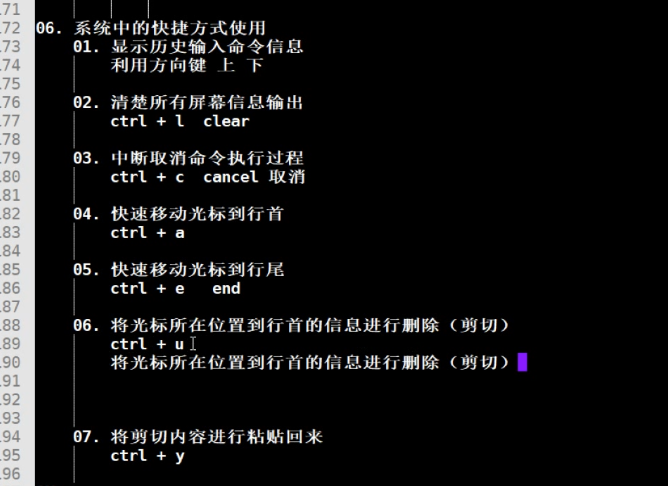 71
72 06. 系统中的快捷方式使用
73 01. 显示历史输入命令信息
74 利用方向键 上 下
75
76 02. 清楚所有屏幕信息输出
77 ctrl + l clear
78
79 03. 中断取消命令执行过程
80 ctrl + c cancel 取消
81
82 04. 快速移动光标到行首
83 ctrl + a
84
85 05. 快速移动光标到行尾
86 ctrl + e end
87
88 06. 将光标所在位置到行首的信息进行删除（剪切）
89 ctrl + u
90 将光标所在位置到行首的信息进行删除（剪切）
91
92
93
94 07. 将剪切内容进行粘贴回来
95 ctrl + y
96